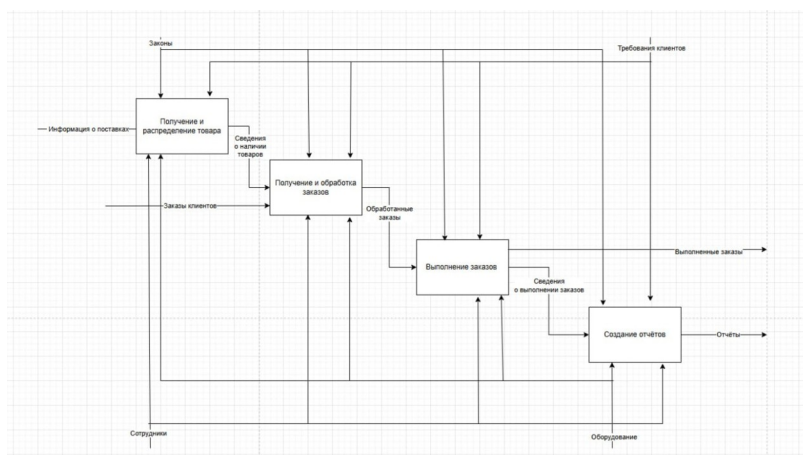 Законы
Требования клиентов
Получение и
распределение товара
Информация о поставках
Сведения
о наличии
товаров
Получение и обработка
заказов
Заказы клиентов
Обработанные
заказы
Выполнение заказов
Выполненные заказы
Сведения
о выполнении заказов
Создание отчётов
Отчёты
Сотрудники
Оборудование